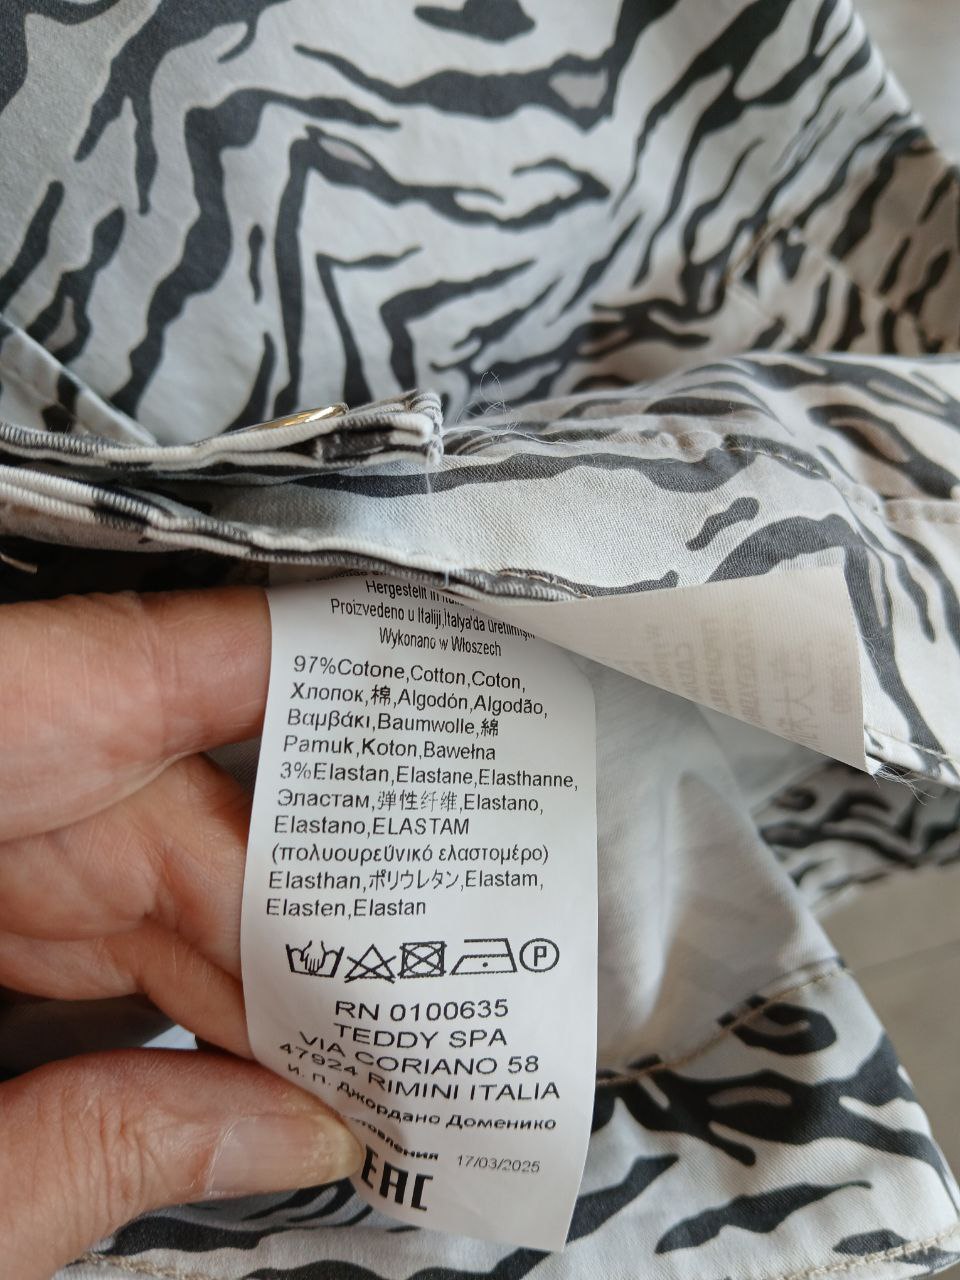 Hergestellt in
Proizvedeno u Italiji,İtalya'da üretilmiştir
Wykonano w Włoszech
97%Cotone,Cotton,Coton,
Хлопок,棉,Algodón,Algodão,
Βαμβάκι,Baumwolle,綿
Pamuk,Koton,Bawełna
3%Elastan,Elastane,Elasthanne,
Эластам,弹性纤维,Elastano,
Elastano,ELASTAM
(πολυουρεϋνικό ελαστομέρο)
Elasthan,ポリウレタン,Elastam,
Elasten,Elastan
P
RN 0100635
TEDDY SPA
VIA CORIANO 58
47924 RIMINI ITALIA
и. п. Джордано Доменико
17/03/2025
EAC